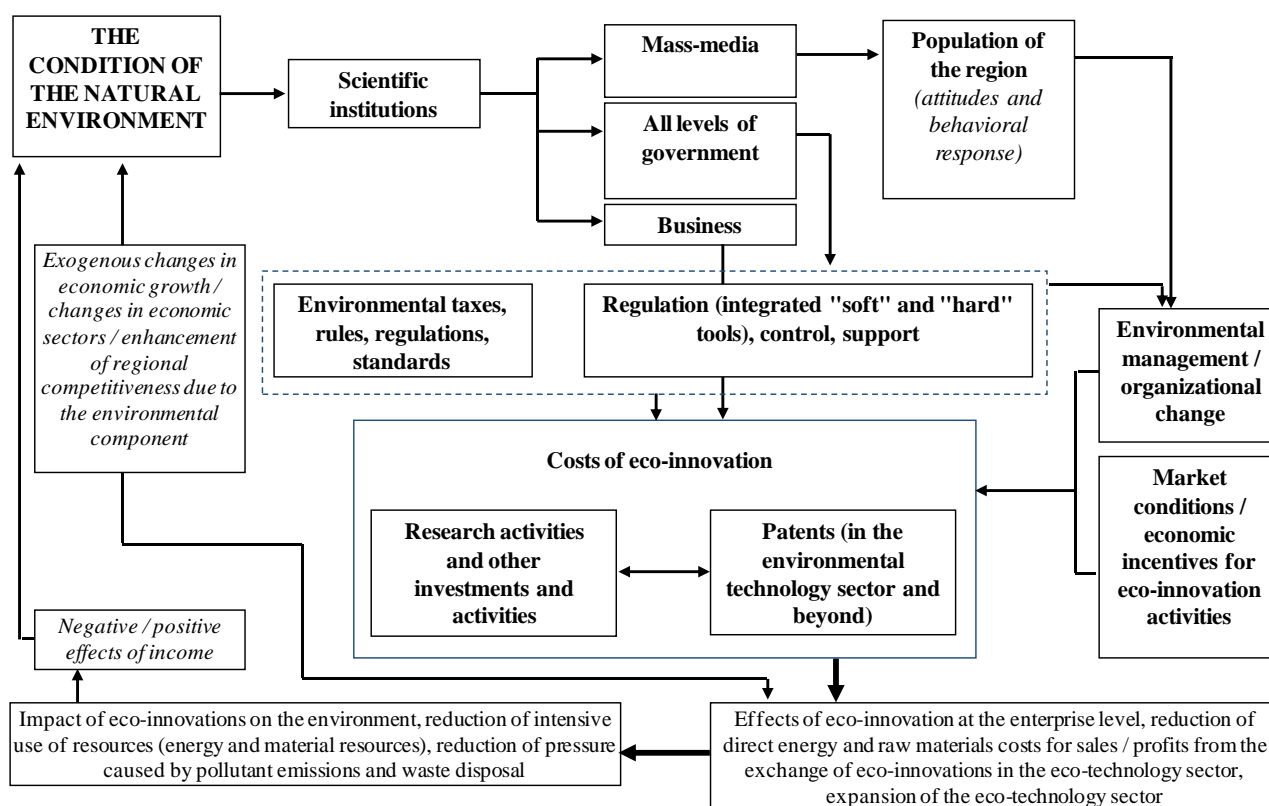 THE
CONDITION OF
THE NATURAL
ENVIRONMENT
Scientific
institutions
Mass-media
All levels of
government
Business
Population of
the region
(attitudes and
behavioral
response)
Exogenous changes in
economic growth /
changes in economic
sectors / enhancement
of regional
competitiveness due to
the environmental
component
Environmental taxes,
rules, regulations,
standards
Regulation (integrated "soft" and "hard"
tools), control, support
Environmental
management /
organizational
change
Costs of eco-innovation
Research activities
and other
investments and
activities
Patents (in the
environmental
technology sector and
beyond)
Market
conditions /
economic
incentives for
eco-innovation
activities
Negative / positive
effects of income
Impact of eco-innovations on the environment, reduction of intensive
use of resources (energy and material resources), reduction of pressure
caused by pollutant emissions and waste disposal
Effects of eco-innovation at the enterprise level, reduction of
direct energy and raw materials costs for sales / profits from the
exchange of eco-innovations in the eco-technology sector,
expansion of the eco-technology sector